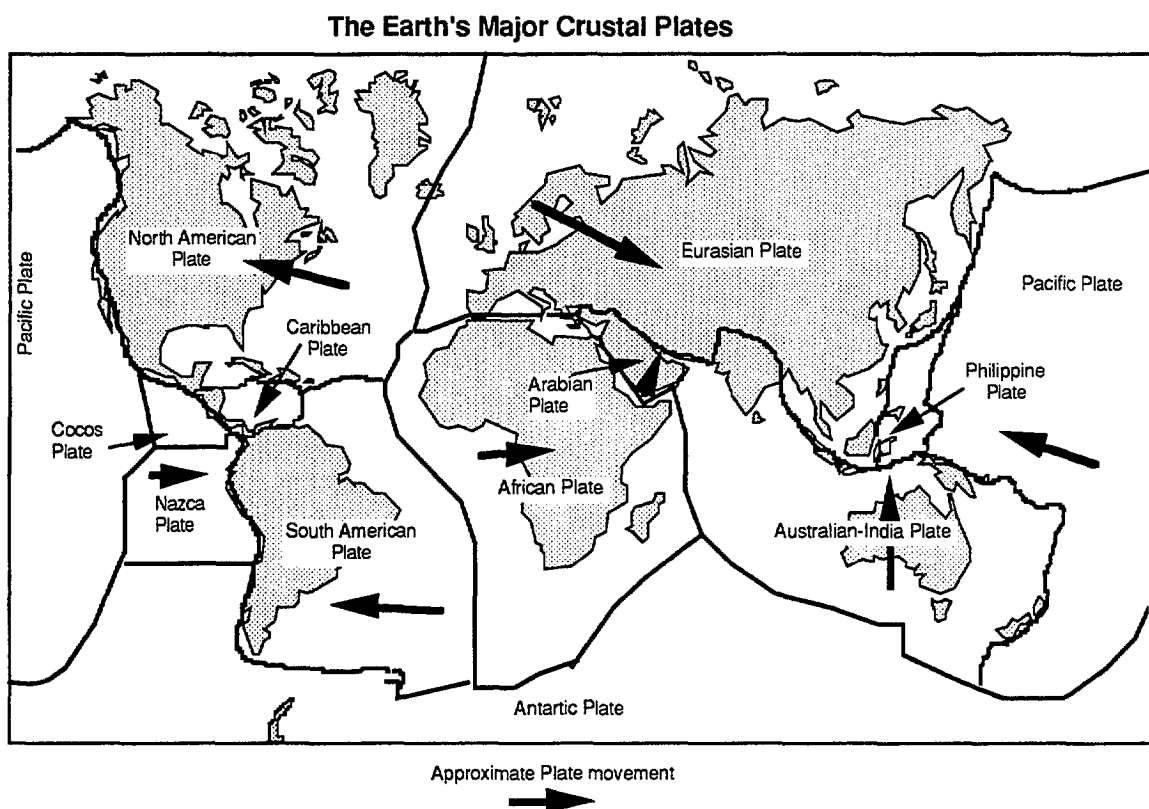 The Earth's Major Crustal Plates
North American
Plate
Eurasian Plate
Pacific Plate
Pacific Plate
Caribbean
Plate
Arabian
Plate
Philippine
Plate
Cocos
Plate
African Plate
Nazca
Plate
South American
Plate
Australian-India Plate
Antartic Plate
Approximate Plate movement